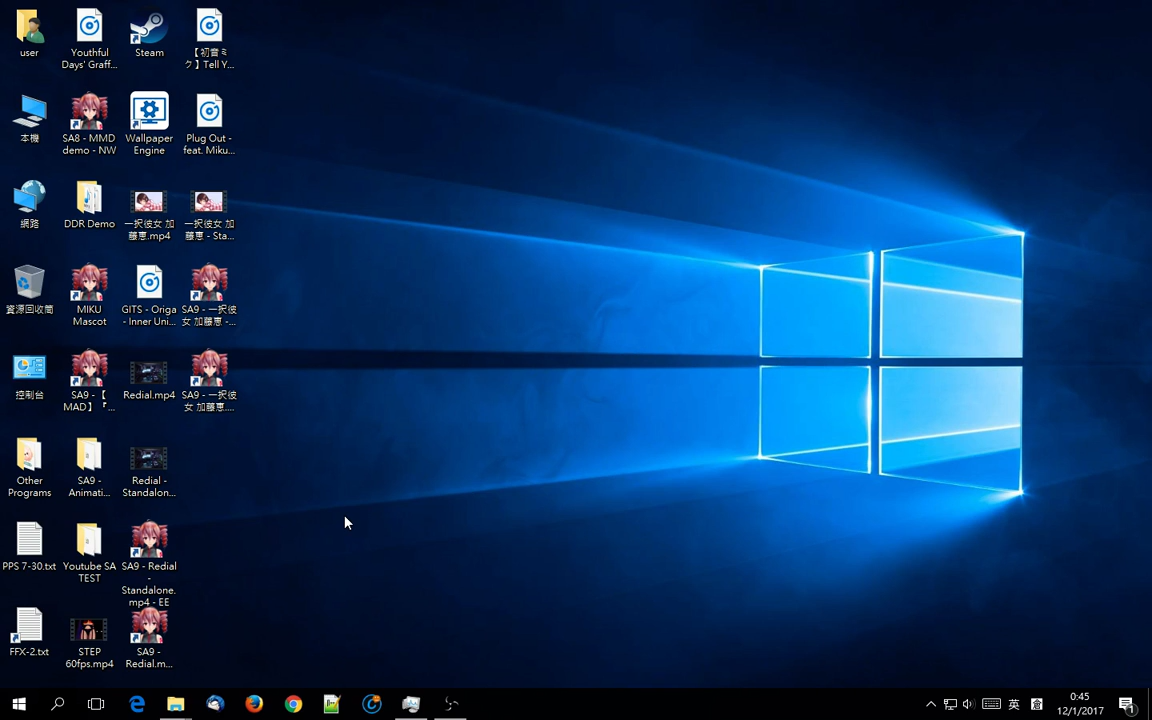 user
Youthful
Days' Graff...
Steam
【初音ミ
ク】Tell Y...
本機
SA8 - MMD
demo - NW
Wallpaper
Engine
Plug Out -
feat. Miku...
網路
DDR Demo
一択彼女 加
藤恵.mp4
一択彼女 加
藤恵 - Sta...
資源回收筒
MIKU
Mascot
GITS - Origa
- Inner Uni...
SA9 - 一択彼
女 加藤恵 -...
控制台
SA9 - 【
MAD】『...
Redial.mp4
SA9 - 一択彼
女 加藤恵....
Other
Programs
SA9 -
Animati...
Redial -
Standalon...
PPS 7-30.txt
Youtube SA
TEST
SA9 - Redial
-
Standalone.
mp4 - EE
FFX-2.txt
STEP
60fps.mp4
SA9 -
Redial.m...
英
0:45
12/1/2017
1